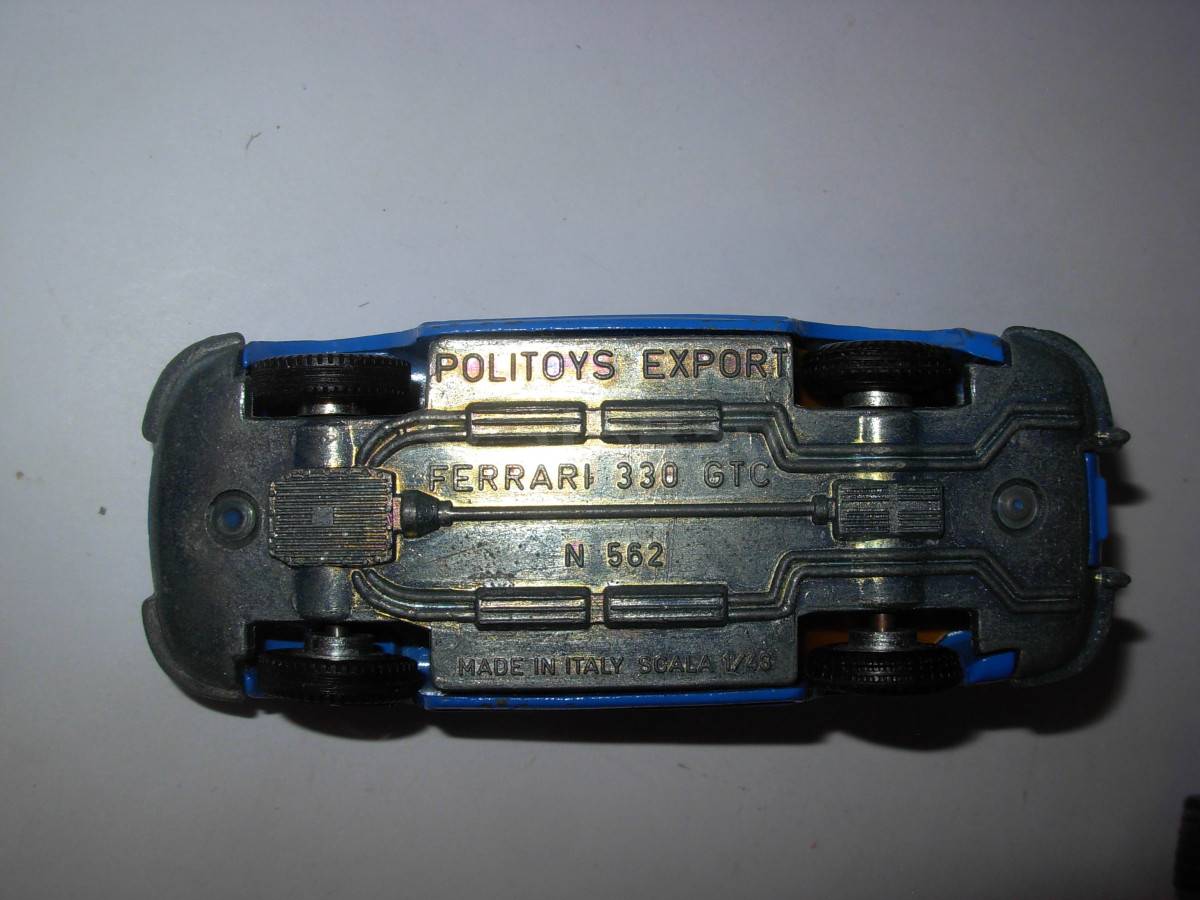 POLITOYS EXPORT
FERRARI 330 GTC
N 562
MADE IN ITALY SCALA 1/43